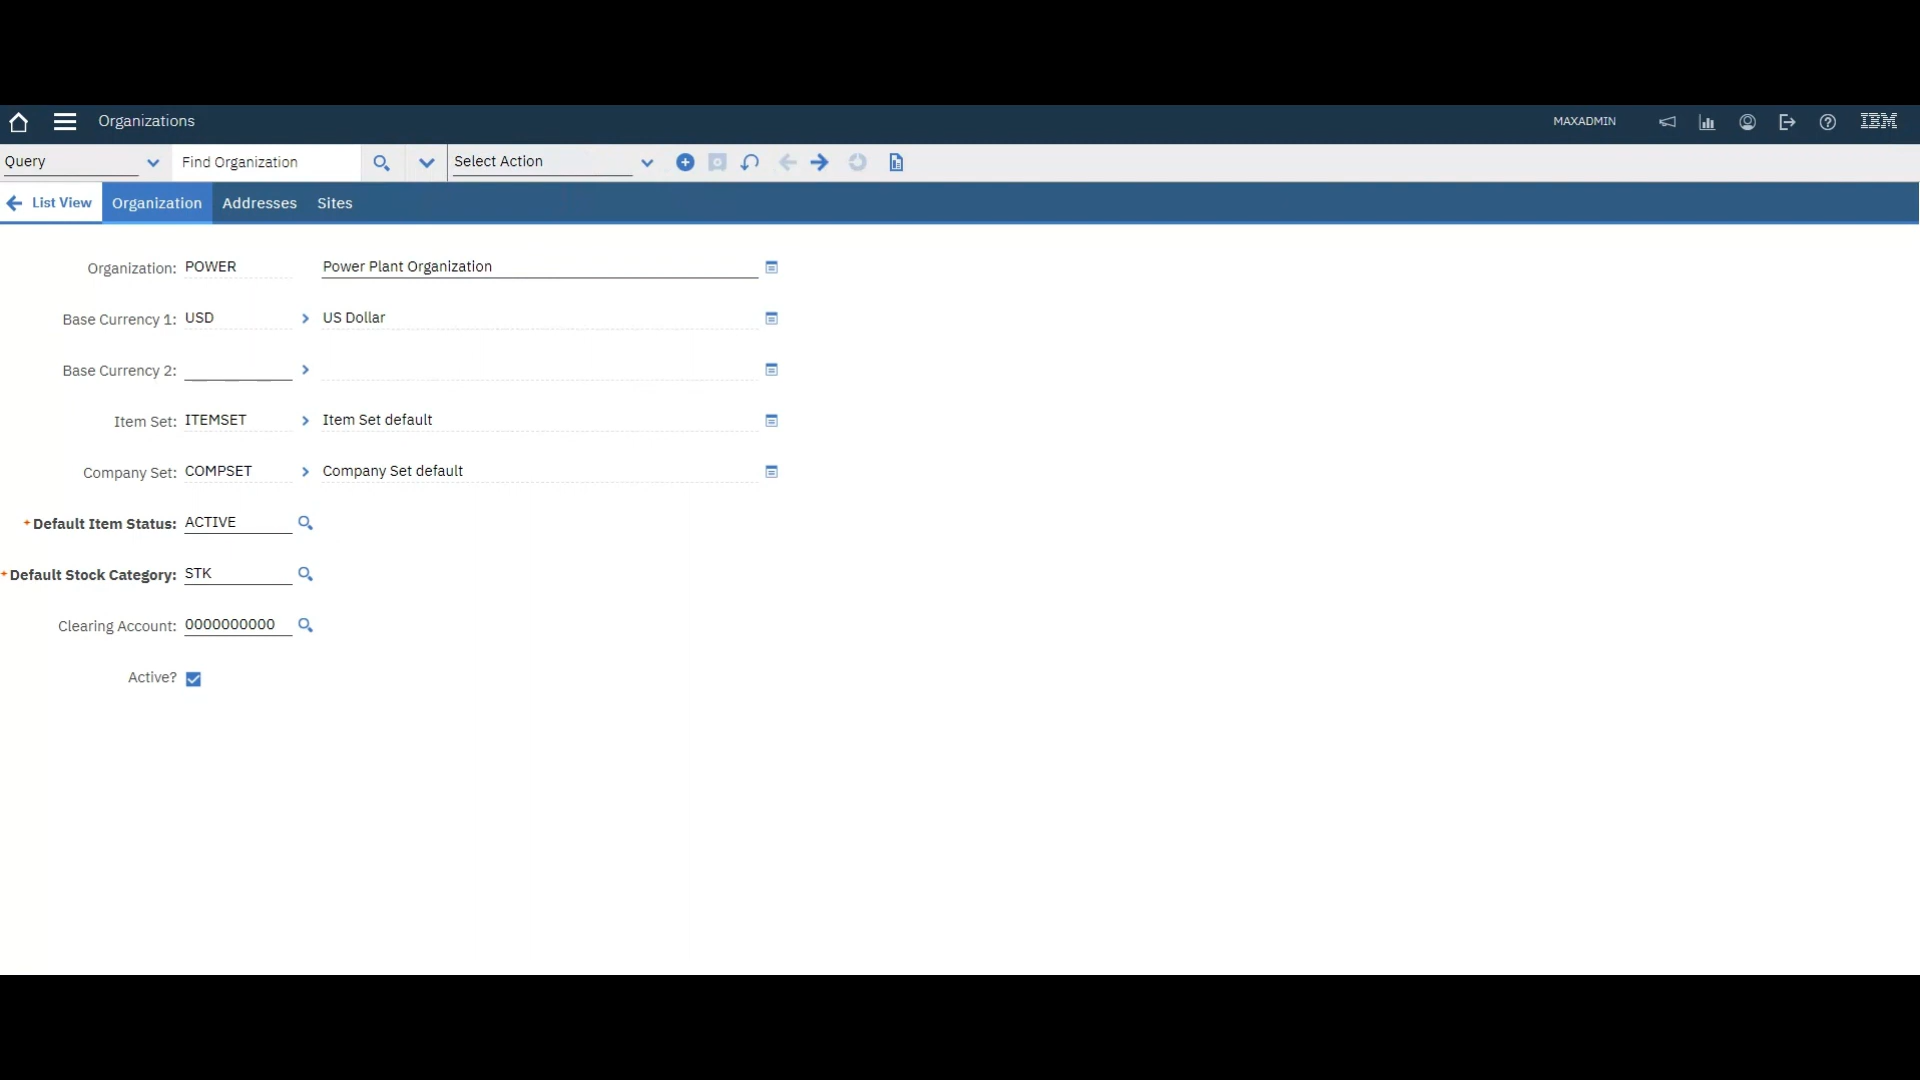 Organizations MAXADMIN IBM
Query Find Organization Select Action
List View Organization Addresses Sites
Organization: POWER Power Plant Organization
Base Currency 1: USD US Dollar
Base Currency 2:
Item Set: ITEMSET Item Set default
Company Set: COMPSET Company Set default
* Default Item Status: ACTIVE
* Default Stock Category: STK
Clearing Account: 0000000000
Active?